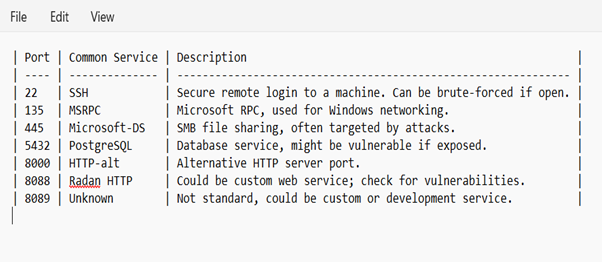 File Edit View
| Port | Common Service | Description |
| ---- | -------------- | ------------------------------------------------------------ |
| 22 | SSH | Secure remote login to a machine. Can be brute-forced if open. |
| 135 | MSRPC | Microsoft RPC, used for Windows networking. |
| 445 | Microsoft-DS | SMB file sharing, often targeted by attacks. |
| 5432 | PostgreSQL | Database service, might be vulnerable if exposed. |
| 8000 | HTTP-alt | Alternative HTTP server port. |
| 8088 | Radan HTTP | Could be custom web service; check for vulnerabilities. |
| 8089 | Unknown | Not standard, could be custom or development service. |